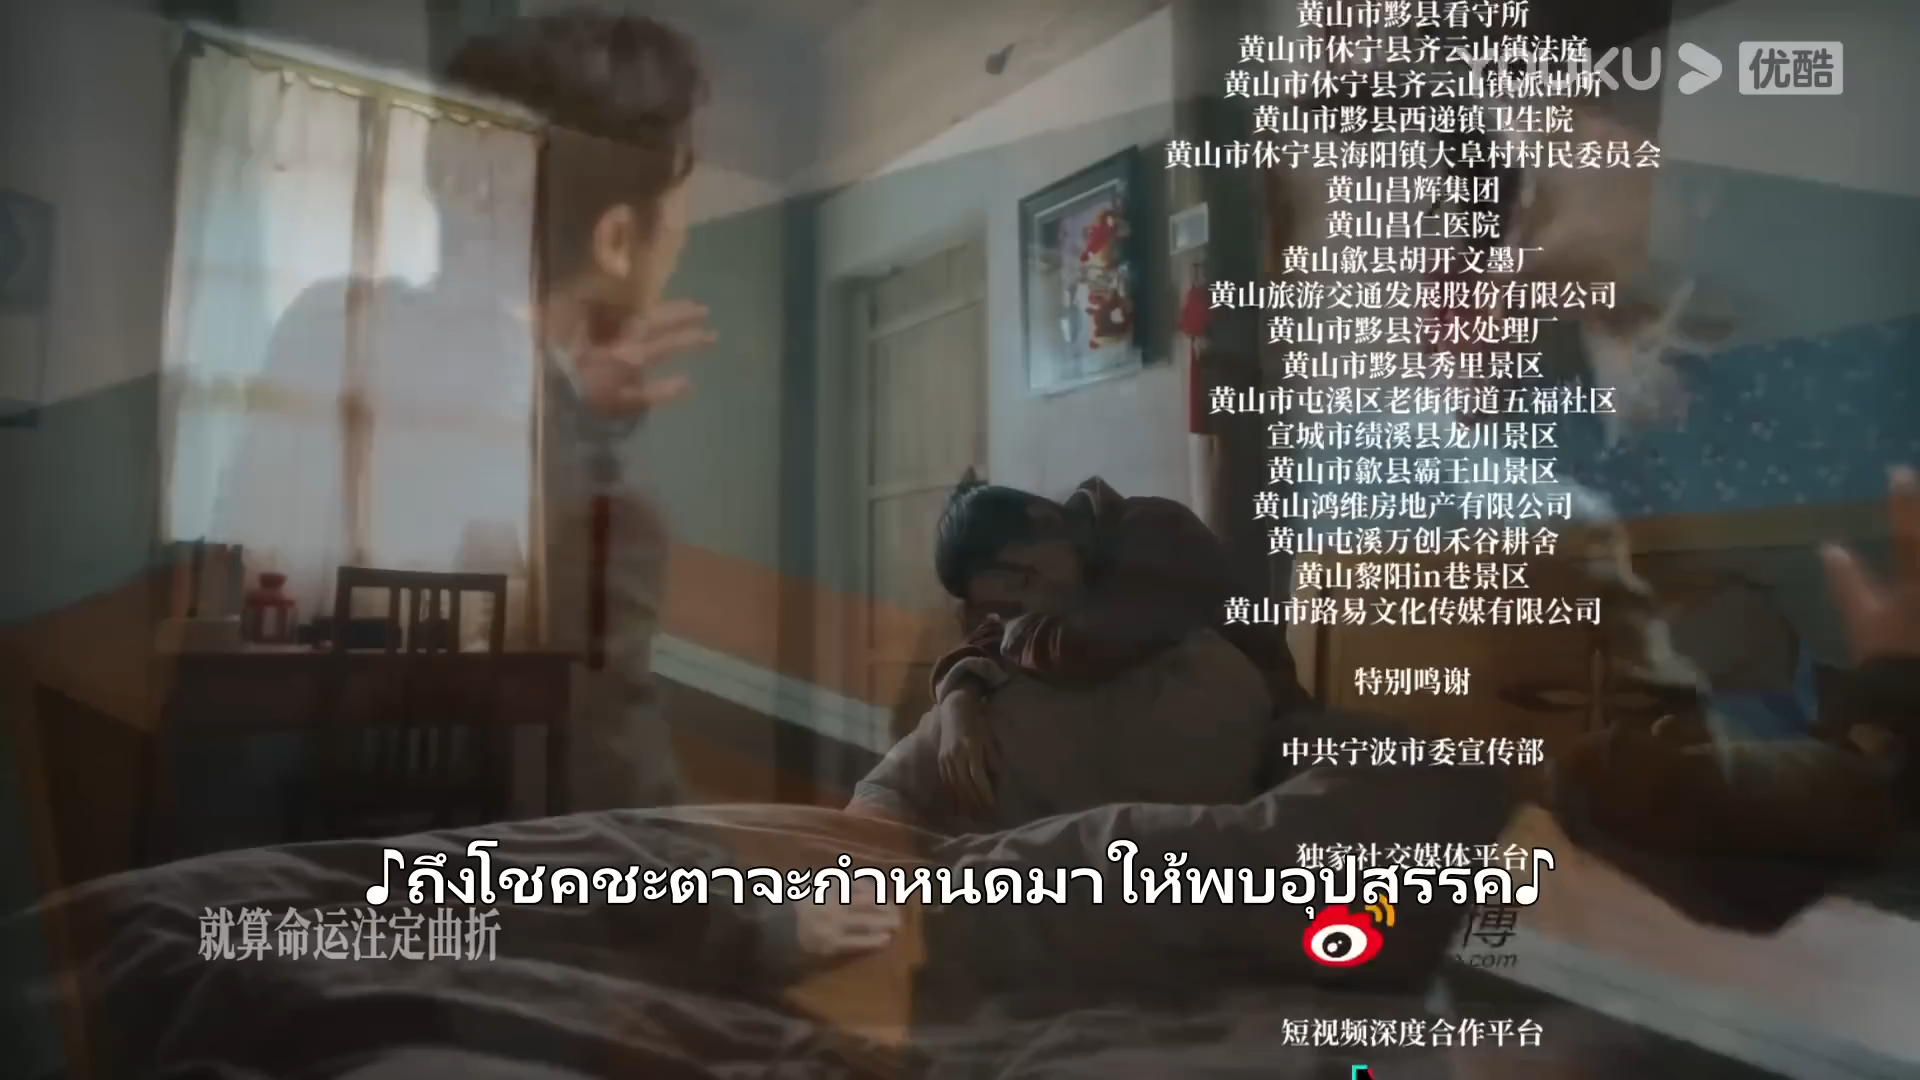 黄山市黟县看守所
黄山市休宁县齐云山镇法庭
YOUKU 优酷
黄山市休宁县齐云山镇派出所
黄山市黟县西递镇卫生院
黄山市休宁县海阳镇大阜村村民委员会
黄山昌辉集团
黄山昌仁医院
黄山歙县胡开文墨厂
黄山旅游交通发展股份有限公司
黄山市黟县污水处理厂
黄山市黟县秀里景区
黄山市屯溪区老街街道五福社区
宣城市绩溪县龙川景区
黄山市歙县霸王山景区
黄山鸿维房地产有限公司
黄山屯溪万创禾谷耕舍
黄山黎阳in巷景区
黄山市路易文化传媒有限公司
特别鸣谢
中共宁波市委宣传部
独家社交媒体平台
♪ถึงโชคชะตาจะกำหนดมาให้พบอุปสรรค♪
就算命运注定曲折
博
.com
短视频深度合作平台